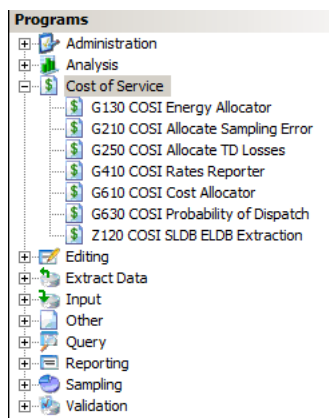 Programs
Administration
Analysis
Cost of Service
G130 COSI Energy Allocator
G210 COSI Allocate Sampling Error
G250 COSI Allocate TD Losses
G410 COSI Rates Reporter
G610 COSI Cost Allocator
G630 COSI Probability of Dispatch
Z120 COSI SLDB ELDB Extraction
Editing
Extract Data
Input
Other
Query
Reporting
Sampling
Validation